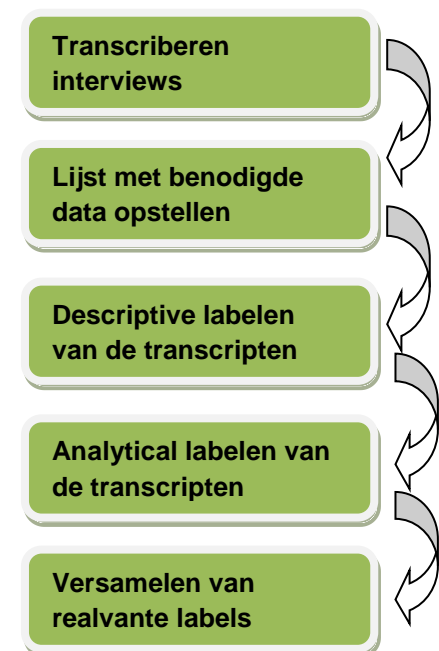 Transcriberen
interviews
Lijst met benodigde
data opstellen
Descriptive labelen
van de transcripten
Analytical labelen van
de transcripten
Versamelen van
realvante labels